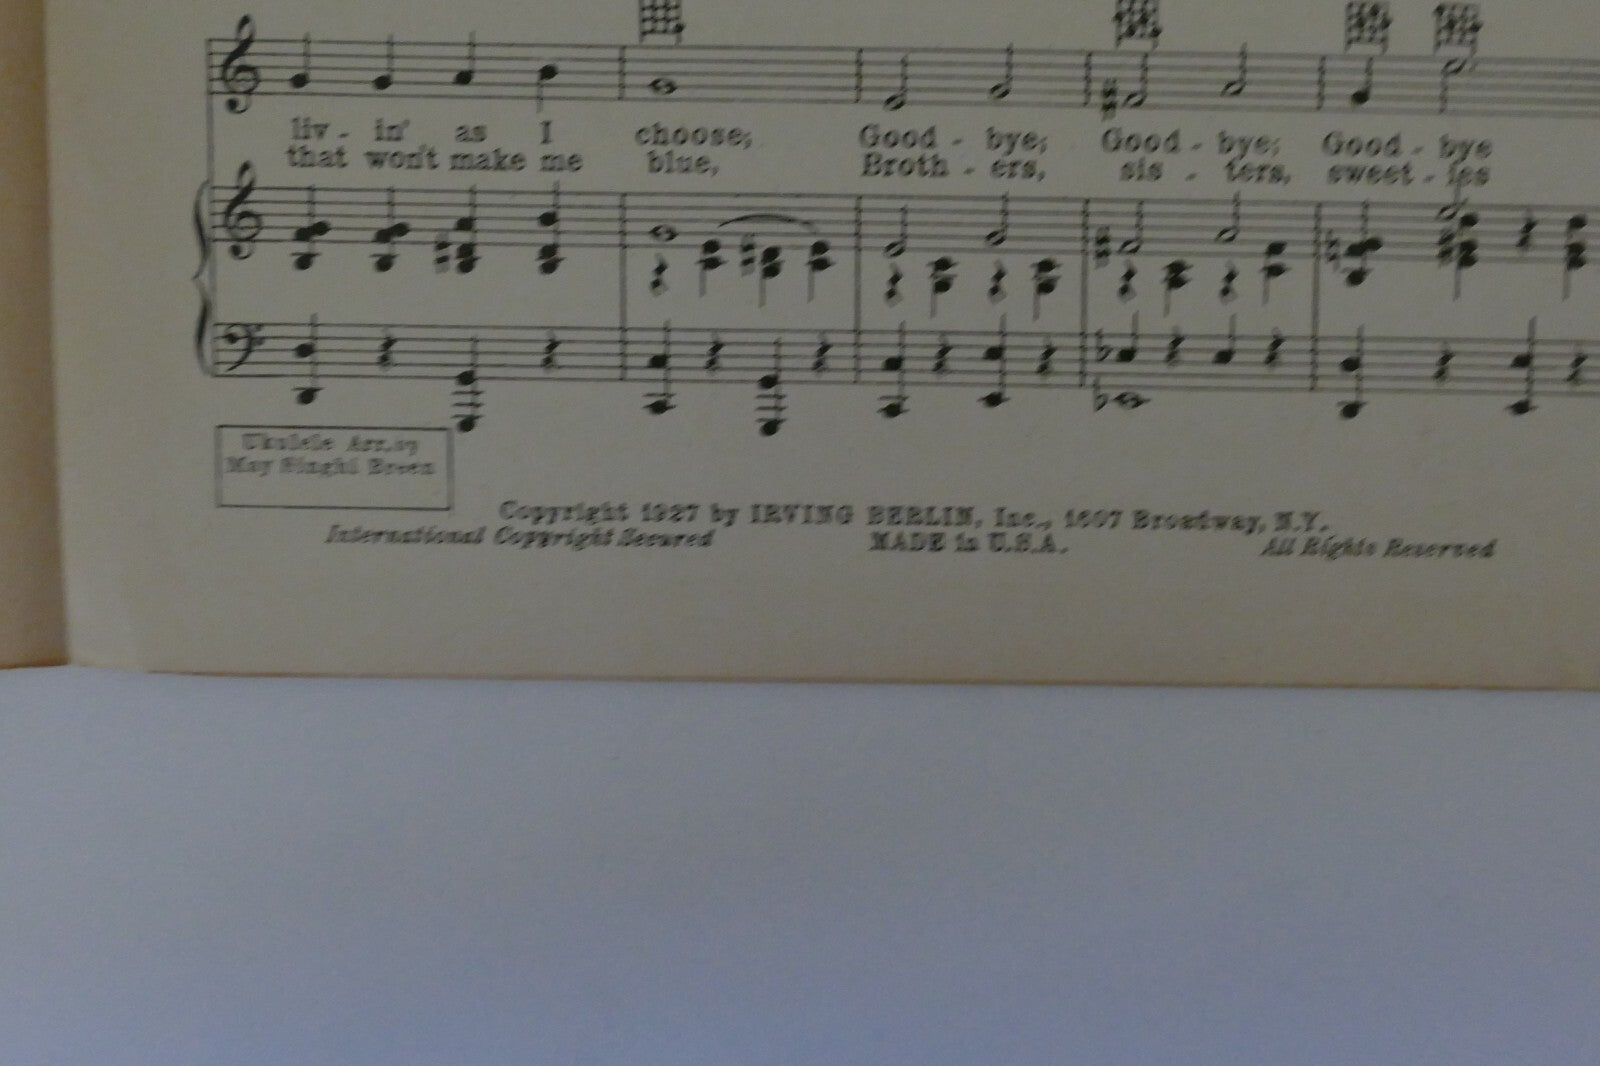 liv - in' as I choose; Good - bye; Good - bye; Good - bye
that won't make me blue, Broth - ers, sis - ters, sweet - ies
Ukulele Arr. by
May Singhi Breen
Copyright 1927 by IRVING BERLIN, Inc., 1607 Broadway, N.Y.
International Copyright Secured MADE in U.S.A. All Rights Reserved